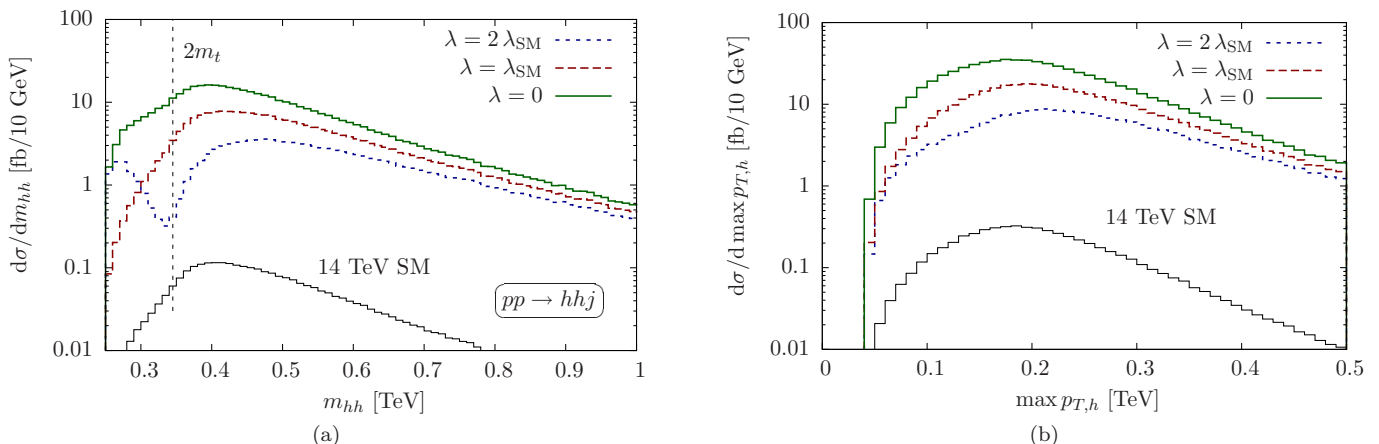 dσ/dm_hh [fb/10 GeV]
100
10
1
0.1
0.01
2m_t
λ = 2 λ_SM
λ = λ_SM
λ = 0
14 TeV SM
pp → hhj
0.3 0.4 0.5 0.6 0.7 0.8 0.9 1
m_hh [TeV]
(a)
dσ/d max p_T,h [fb/10 GeV]
100
10
1
0.1
0.01
λ = 2 λ_SM
λ = λ_SM
λ = 0
14 TeV SM
0 0.1 0.2 0.3 0.4 0.5
max p_T,h [TeV]
(b)